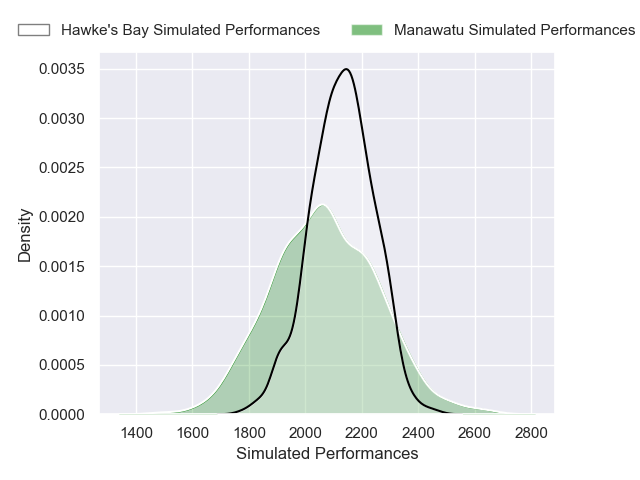 Hawke's Bay Simulated Performances
Manawatu Simulated Performances
0.0035
0.0030
0.0025
0.0020
0.0015
0.0010
0.0005
0.0000
Density
1400 1600 1800 2000 2200 2400 2600 2800
Simulated Performances